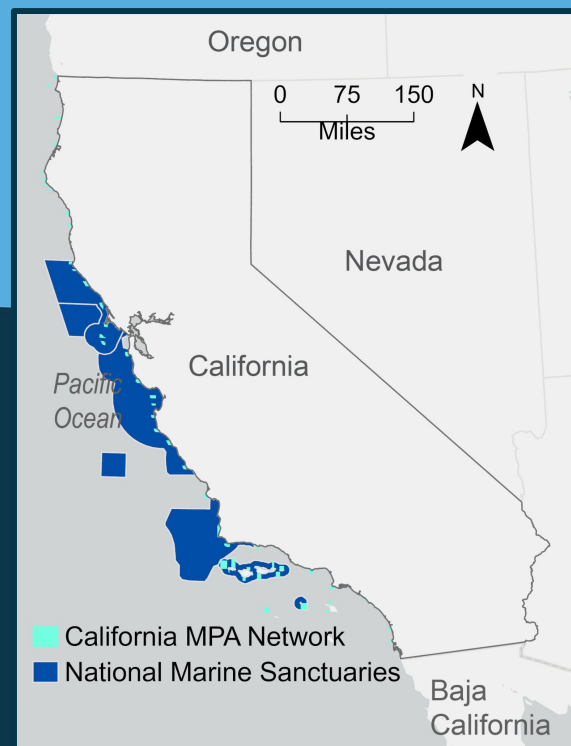 Oregon
0 75 150
Miles
N
Nevada
California
Pacific
Ocean
California MPA Network
National Marine Sanctuaries
Baja
California